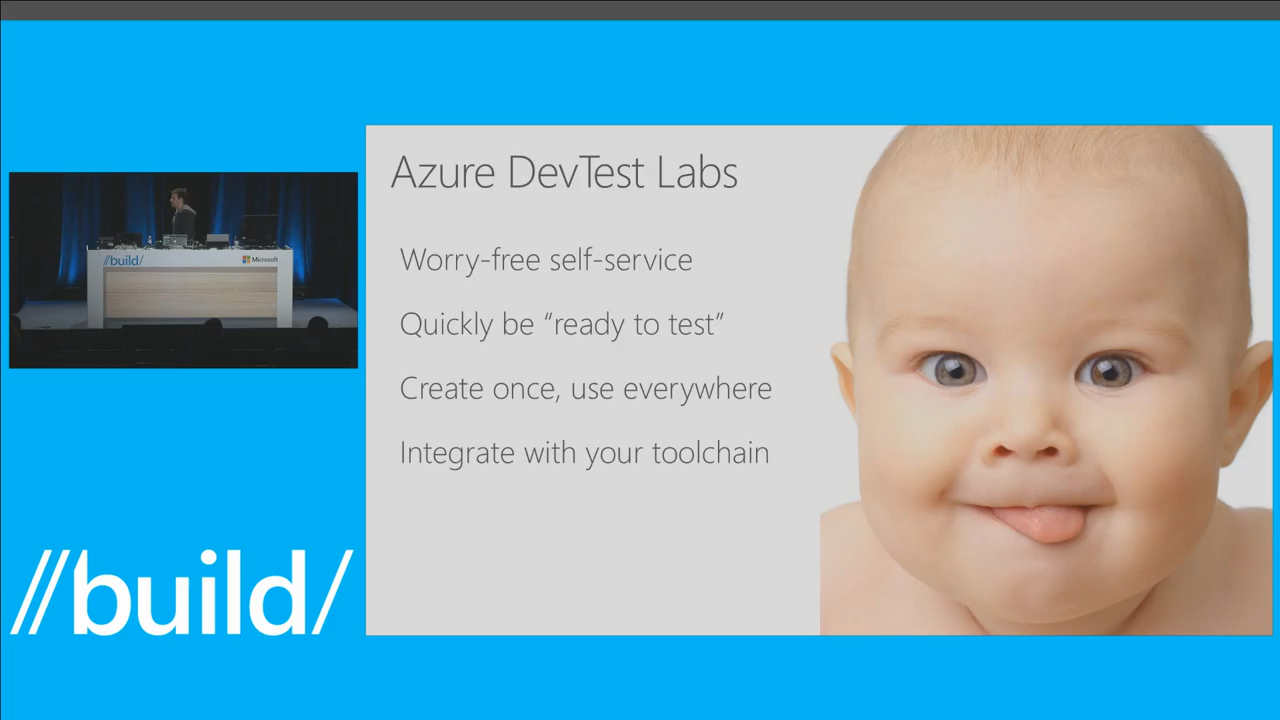 Azure DevTest Labs
Worry-free self-service
Quickly be “ready to test”
Create once, use everywhere
Integrate with your toolchain
//build/
Microsoft
//build/